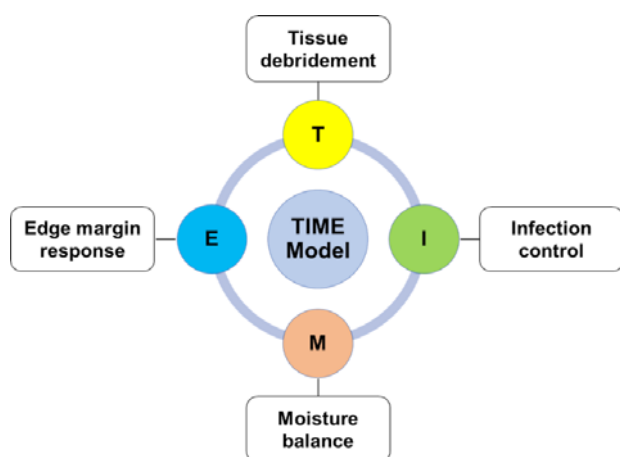 Tissue
debridement
T
Edge margin
response
E
TIME
Model
I
Infection
control
M
Moisture
balance